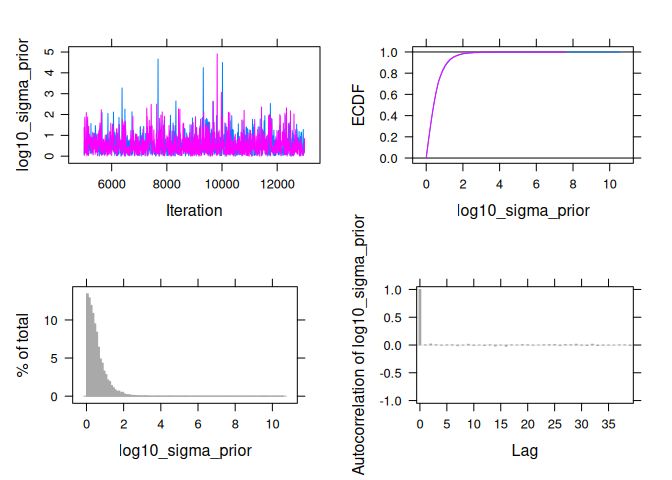 log10_sigma_prior
5
4
3
2
1
0
6000 8000 10000 12000
Iteration
ECDF
1.0
0.8
0.6
0.4
0.2
0.0
0 2 4 6 8 10
log10_sigma_prior
% of total
10
5
0
0 2 4 6 8 10
log10_sigma_prior
Autocorrelation of log10_sigma_prior
1.0
0.5
0.0
-0.5
-1.0
0 5 10 15 20 25 30 35
Lag